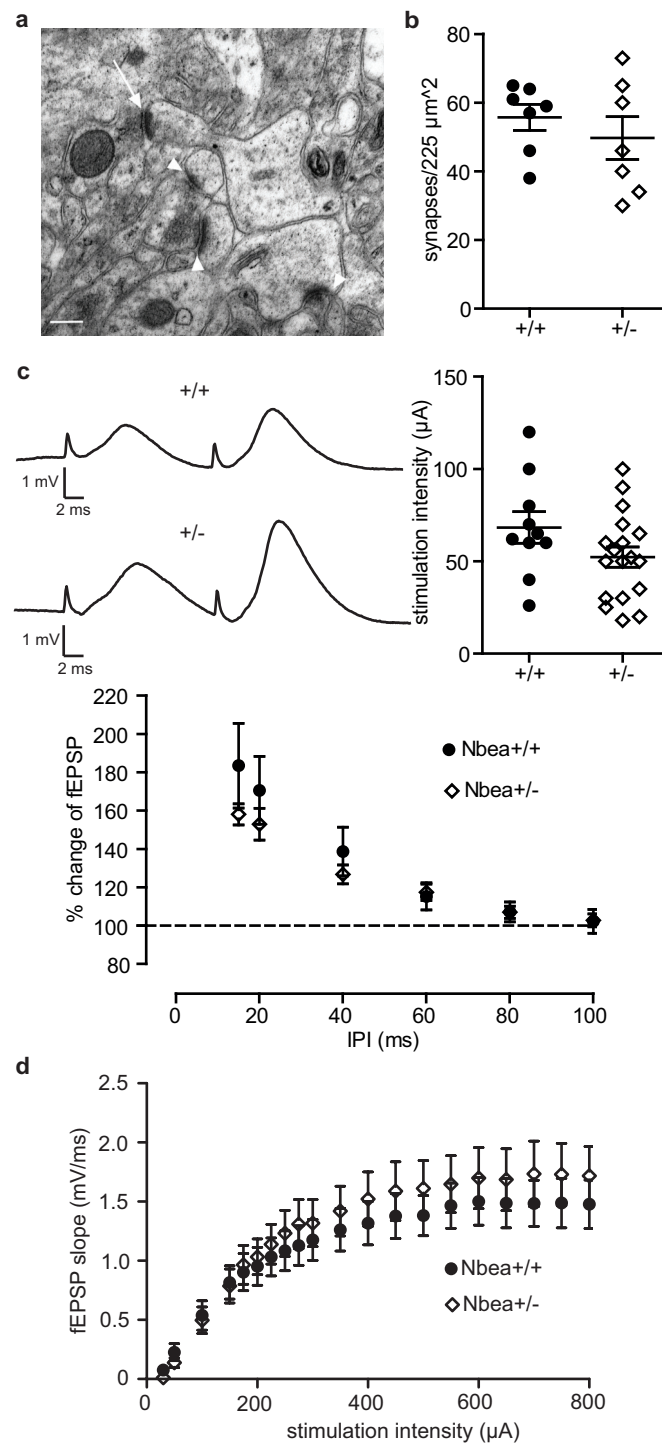 a
b
80
60
40
20
0
synapses/225 µm^2
+/+
+/-
c
+/+
1 mV
2 ms
+/-
1 mV
2 ms
150
100
50
0
stimulation intensity (µA)
+/+
+/-
220
200
180
160
140
120
100
80
% change of fEPSP
Nbea+/+
Nbea+/-
0
20
40
60
80
100
IPI (ms)
d
2.5
2.0
1.5
1.0
0.5
0
fEPSP slope (mV/ms)
Nbea+/+
Nbea+/-
0
200
400
600
800
stimulation intensity (µA)